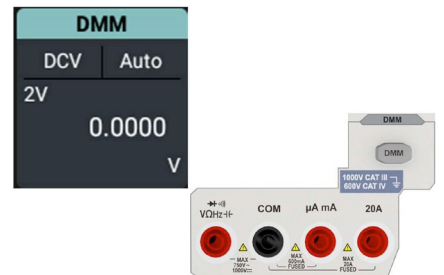 DMM
DCV Auto
2V
0.0000
V
DMM
DMM
1000V CAT III
600V CAT IV
VΩHz
COM
µA mA
20A
MAX
750V~
1000V
MAX
600mA
FUSED
MAX
20A
FUSED